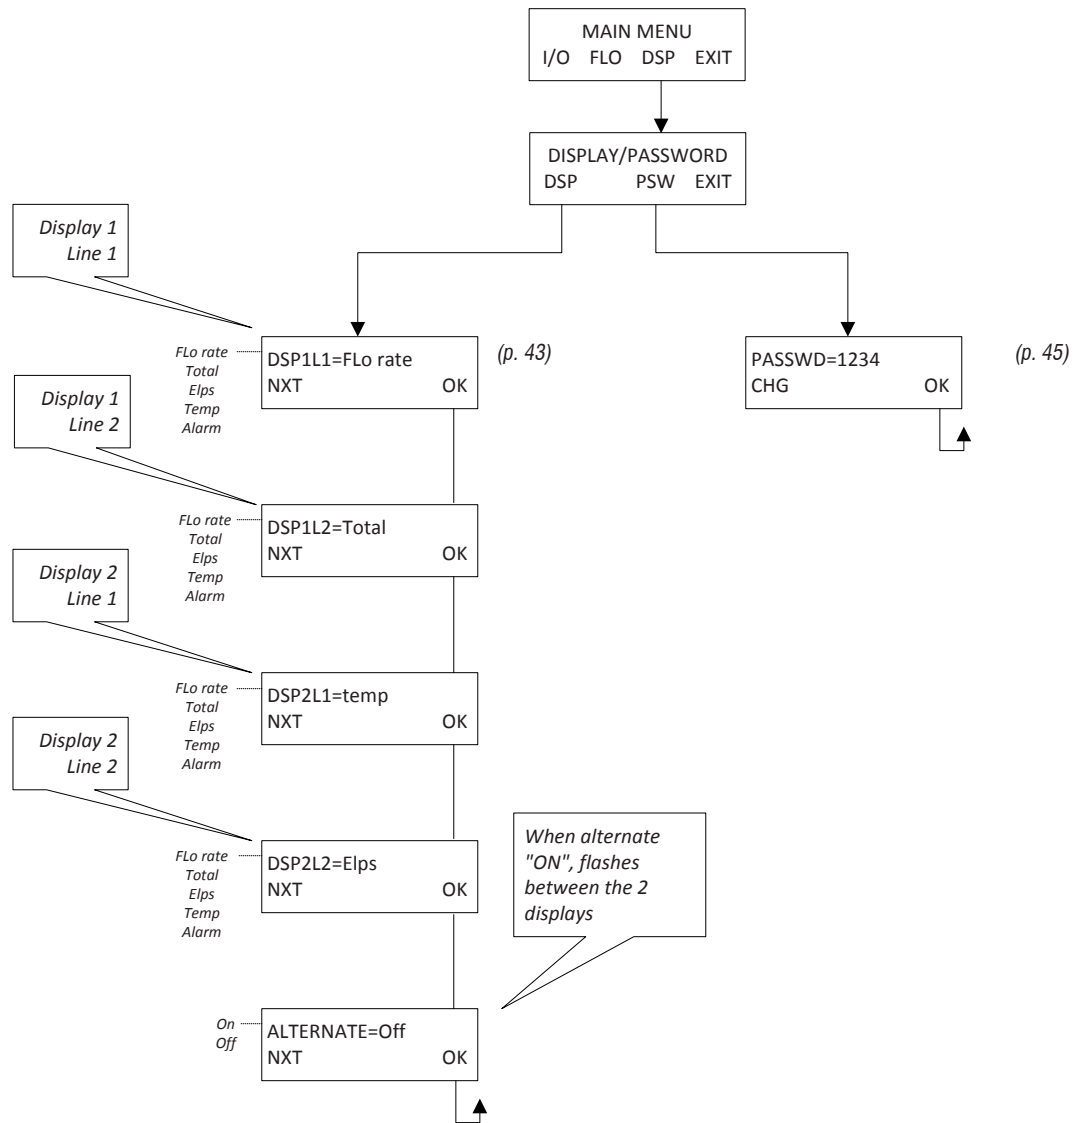 MAIN MENU
I/O FLO DSP EXIT
DISPLAY/PASSWORD
DSP PSW EXIT
Display 1
Line 1
FLo rate
Total
Elps
Temp
Alarm
DSP1L1=FLo rate
NXT OK
(p. 43)
PASSWD=1234
CHG OK
(p. 45)
Display 1
Line 2
FLo rate
Total
Elps
Temp
Alarm
DSP1L2=Total
NXT OK
Display 2
Line 1
FLo rate
Total
Elps
Temp
Alarm
DSP2L1=temp
NXT OK
Display 2
Line 2
FLo rate
Total
Elps
Temp
Alarm
DSP2L2=Elps
NXT OK
When alternate
"ON", flashes
between the 2
displays
On
Off
ALTERNATE=Off
NXT OK